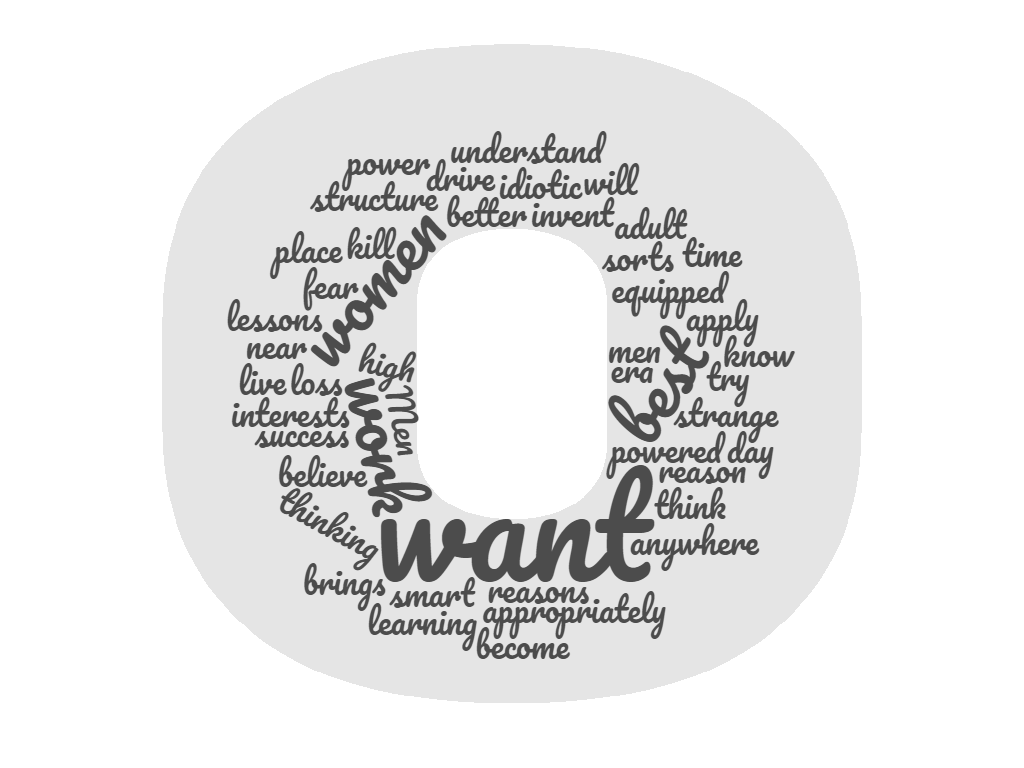 understand
power drive idiotic will
structure better invent
adult
place kill women sorts time
fear equipped
lessons apply
near high men best know
live loss era try
interests work Men strange
success
believe powered day
reason
thinking think
want anywhere
brings smart reasons
learning appropriately
become